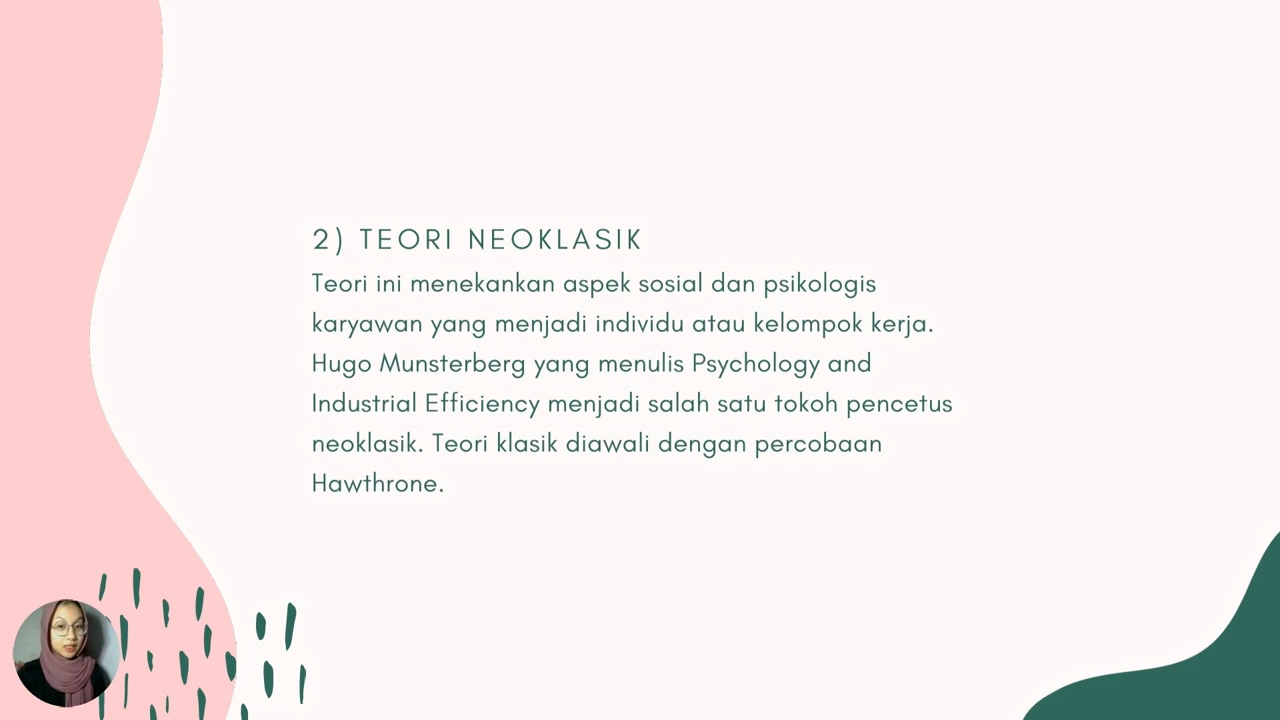 2) TEORI NEOKLASIK
Teori ini menekankan aspek sosial dan psikologis
karyawan yang menjadi individu atau kelompok kerja.
Hugo Munsterberg yang menulis Psychology and
Industrial Efficiency menjadi salah satu tokoh pencetus
neoklasik. Teori klasik diawali dengan percobaan
Hawthrone.